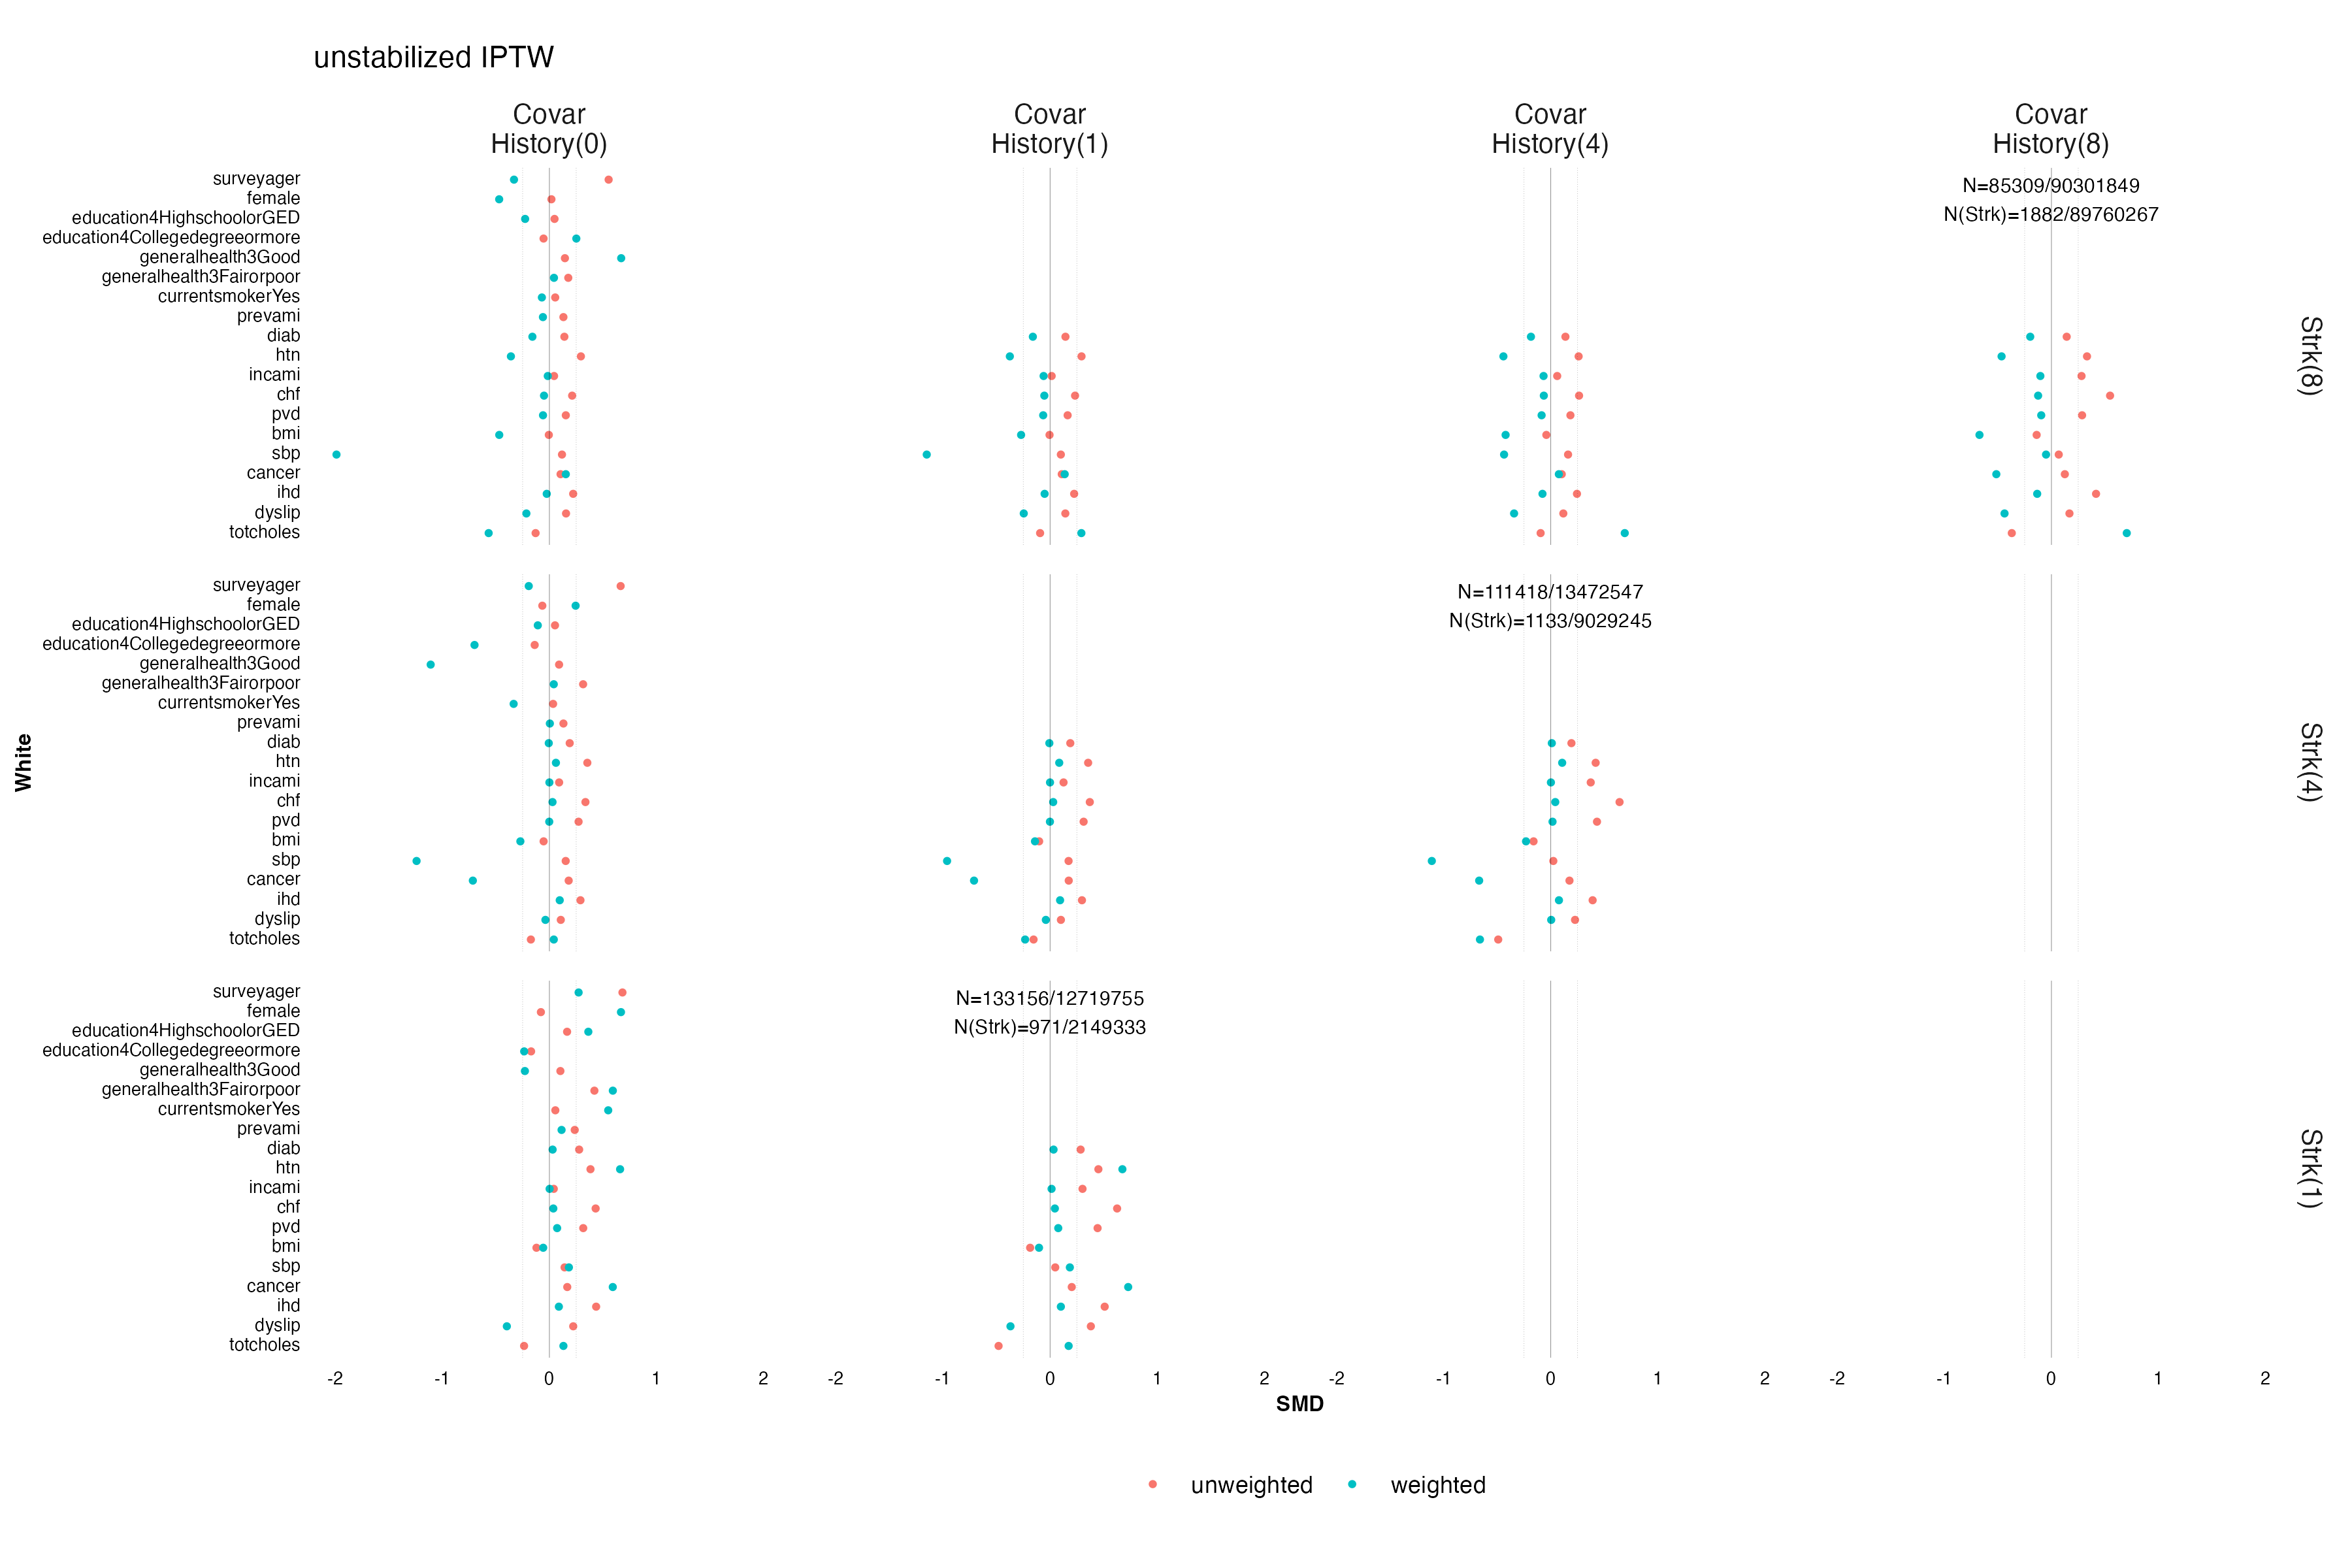 unstabilized IPTW
Covar
History(0)
Covar
History(1)
Covar
History(4)
Covar
History(8)
surveyager
female
education4HighschoolorGED
education4Collegedegreeormore
generalhealth3Good
generalhealth3Fairorpoor
currentsmokerYes
prevami
diab
htn
incami
chf
pvd
bmi
sbp
cancer
ihd
dyslip
totcholes
N=85309/90301849
N(Strk)=1882/89760267
Strk(8)
White
surveyager
female
education4HighschoolorGED
education4Collegedegreeormore
generalhealth3Good
generalhealth3Fairorpoor
currentsmokerYes
prevami
diab
htn
incami
chf
pvd
bmi
sbp
cancer
ihd
dyslip
totcholes
N=111418/13472547
N(Strk)=1133/9029245
Strk(4)
surveyager
female
education4HighschoolorGED
education4Collegedegreeormore
generalhealth3Good
generalhealth3Fairorpoor
currentsmokerYes
prevami
diab
htn
incami
chf
pvd
bmi
sbp
cancer
ihd
dyslip
totcholes
N=133156/12719755
N(Strk)=971/2149333
Strk(1)
-2 -1 0 1 2 -2 -1 0 1 2 -2 -1 0 1 2 -2 -1 0 1 2
SMD
unweighted weighted